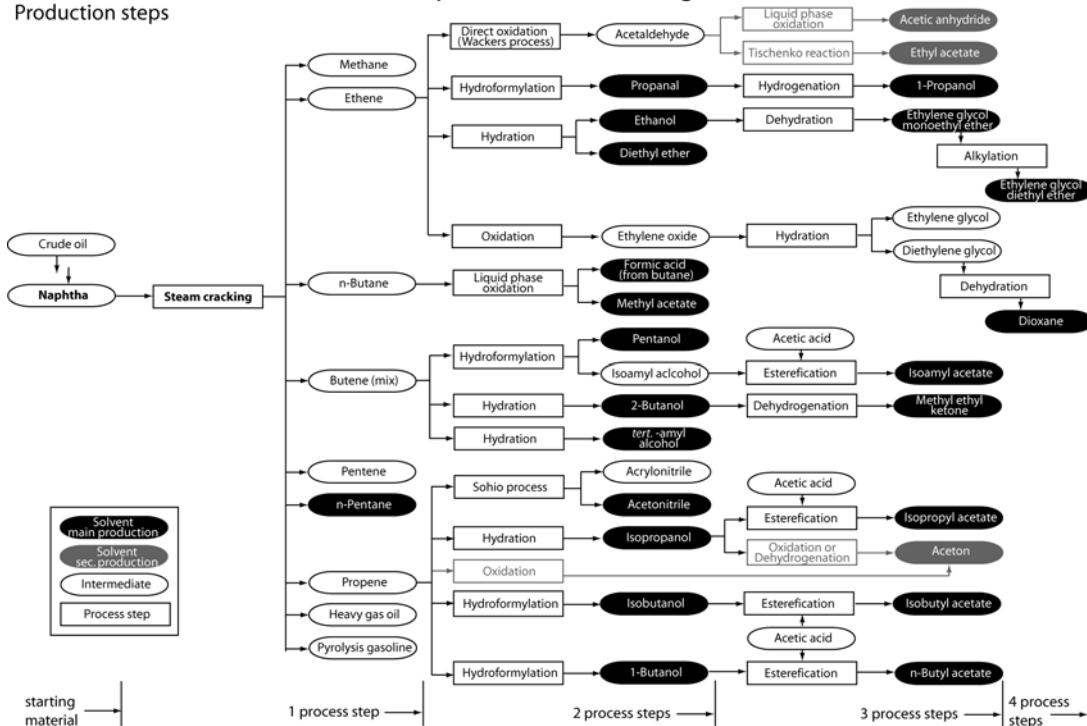 Production steps
Direct oxidation
(Wackers process)
Acetaldehyde
Liquid phase
oxidation
Acetic anhydride
Tischenko reaction
Ethyl acetate
Methane
Ethene
Hydroformylation
Propanal
Hydrogenation
1-Propanol
Hydration
Ethanol
Dehydration
Ethylene glycol
monoethyl ether
Diethyl ether
Alkylation
Ethylene glycol
diethyl ether
Oxidation
Ethylene oxide
Hydration
Ethylene glycol
Diethylene glycol
Dehydration
Dioxane
Crude oil
Naphtha
Steam cracking
n-Butane
Liquid phase
oxidation
Formic acid
(from butane)
Methyl acetate
Butene (mix)
Hydroformylation
Pentanol
Isoamyl aclcohol
Acetic acid
Esterefication
Isoamyl acetate
Hydration
2-Butanol
Dehydrogenation
Methyl ethyl
ketone
Hydration
tert. -amyl
alcohol
Pentene
n-Pentane
Sohio process
Acrylonitrile
Acetonitrile
Acetic acid
Hydration
Isopropanol
Esterefication
Isopropyl acetate
Oxidation or
Dehydrogenation
Aceton
Propene
Oxidation
Hydroformylation
Isobutanol
Esterefication
Isobutyl acetate
Heavy gas oil
Pyrolysis gasoline
Acetic acid
Hydroformylation
1-Butanol
Esterefication
n-Butyl acetate
Solvent
main production
Solvent
sec. production
Intermediate
Process step
starting
material
1 process step
2 process steps
3 process steps
4 process
steps